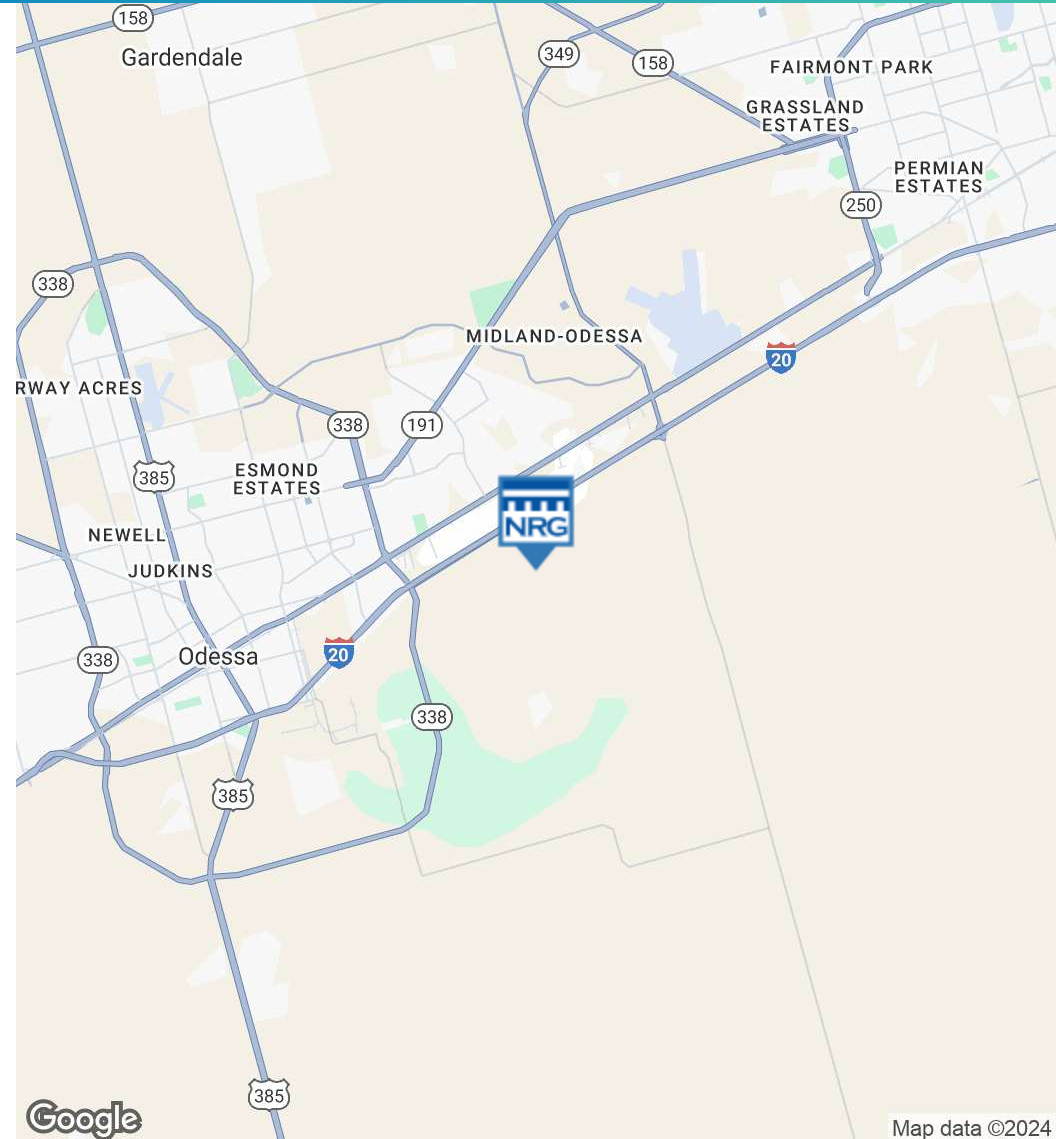 158
Gardendale
349
158
FAIRMONT PARK
GRASSLAND
ESTATES
PERMIAN
ESTATES
250
338
MIDLAND-ODESSA
20
RWAY ACRES
338
191
385
ESMOND
ESTATES
NRG
NEWELL
JUDKINS
338
Odessa
20
338
385
385
Google
Map data ©2024